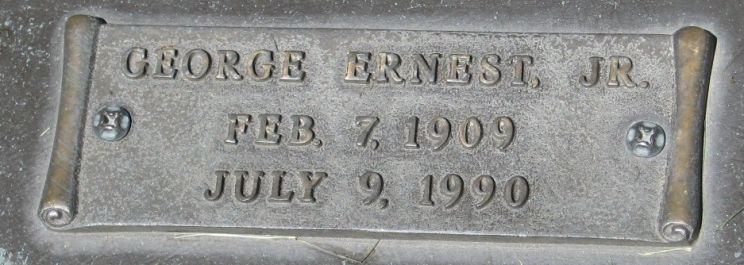 GEORGE ERNEST, JR.
FEB. 7, 1909
JULY 9, 1990